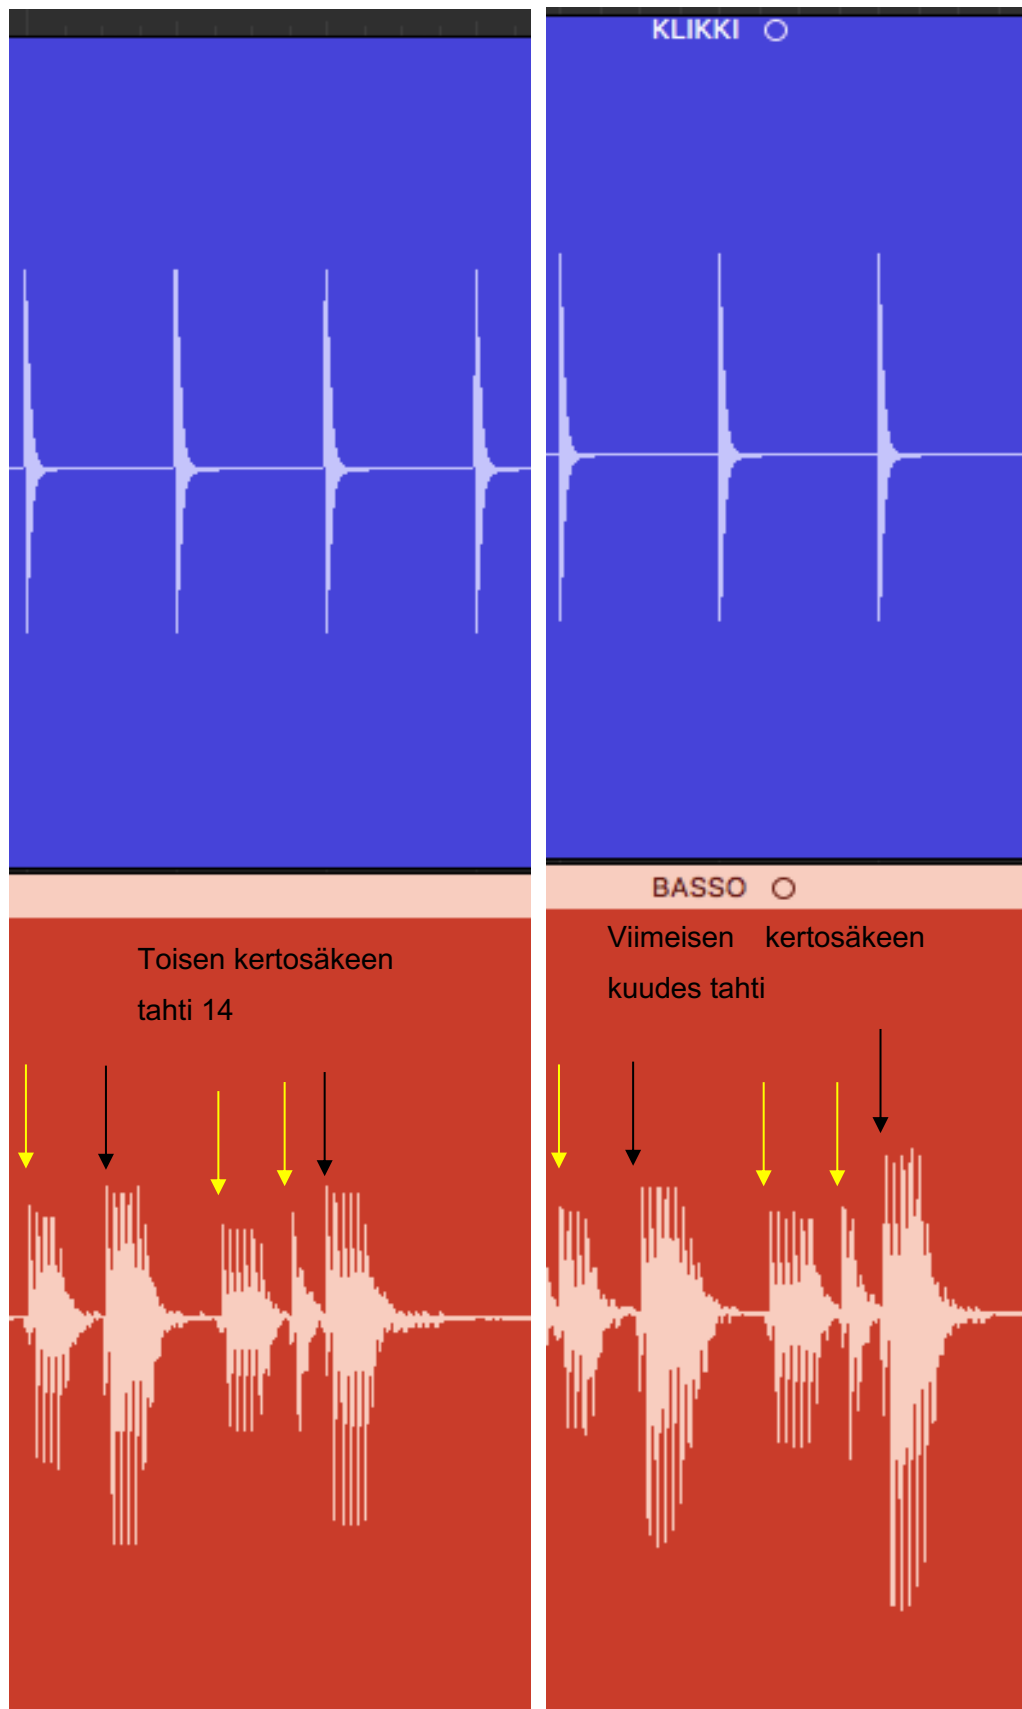 KLIKKI
BASSO
Toisen kertosäkeen
tahti 14
Viimeisen kertosäkeen
kuudes tahti